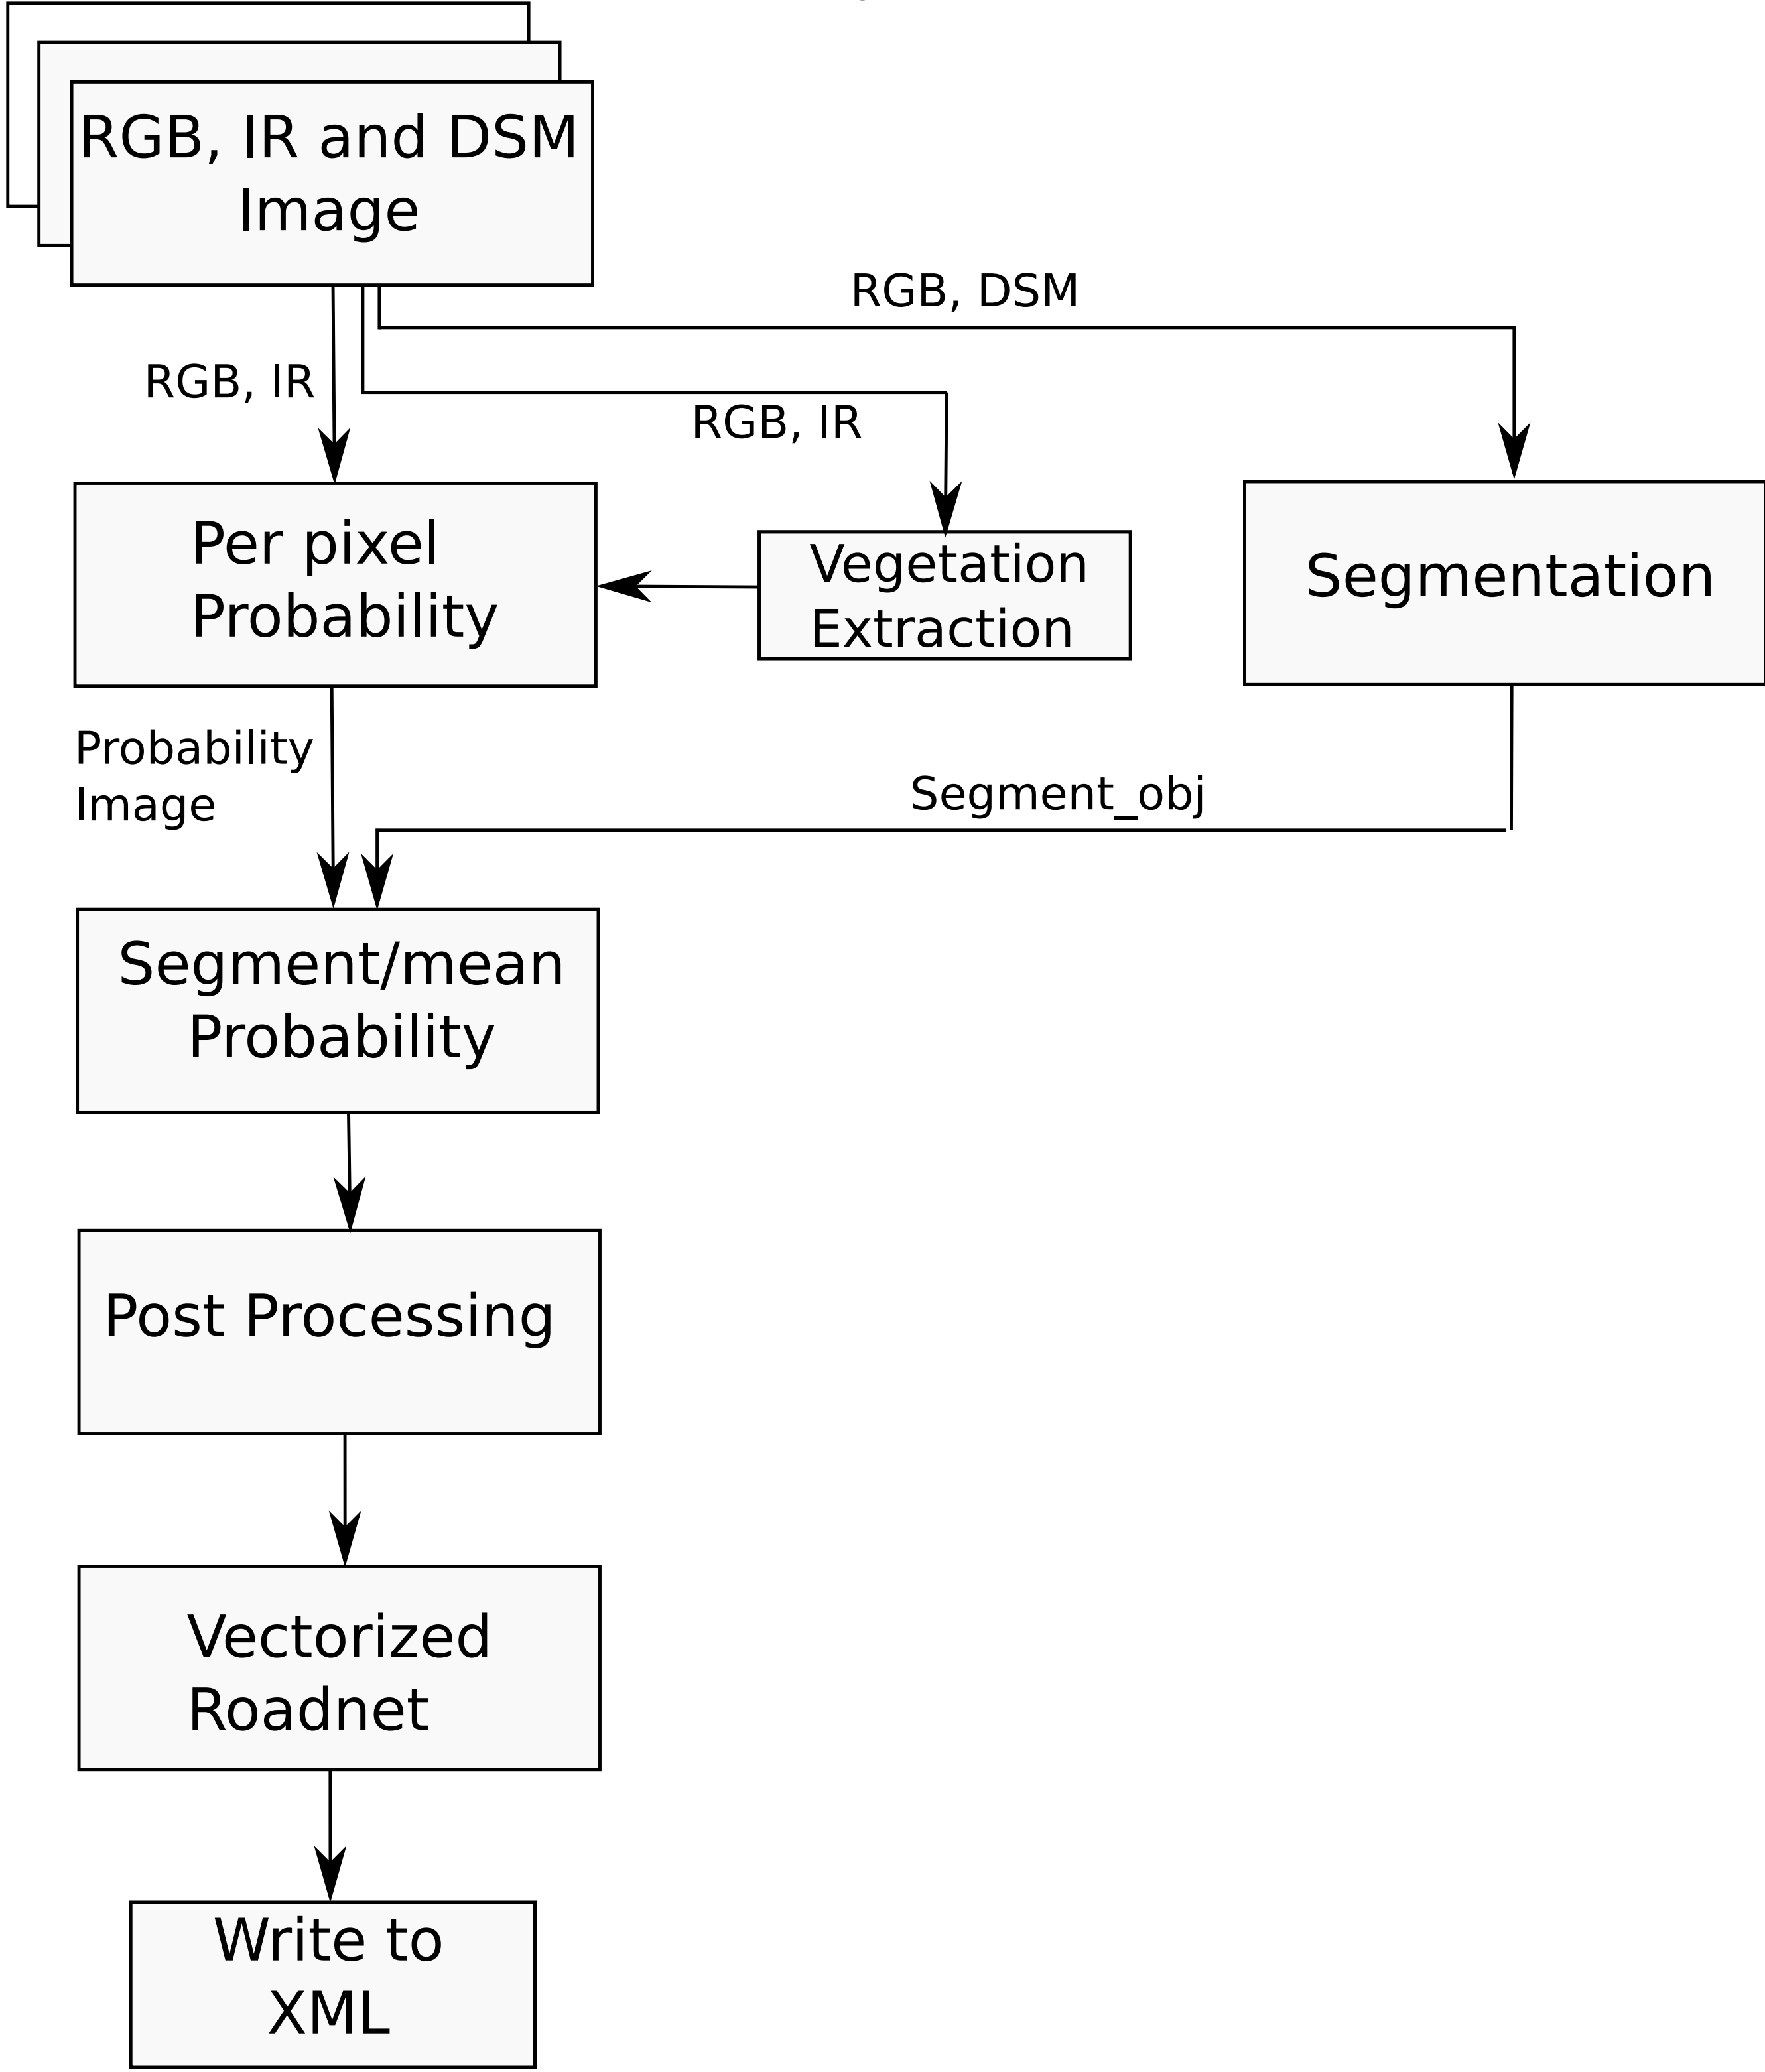 RGB, IR and DSM
Image
RGB, DSM
RGB, IR
RGB, IR
Per pixel
Probability
Vegetation
Extraction
Segmentation
Probability
Image
Segment_obj
Segment/mean
Probability
Post Processing
Vectorized
Roadnet
Write to
XML